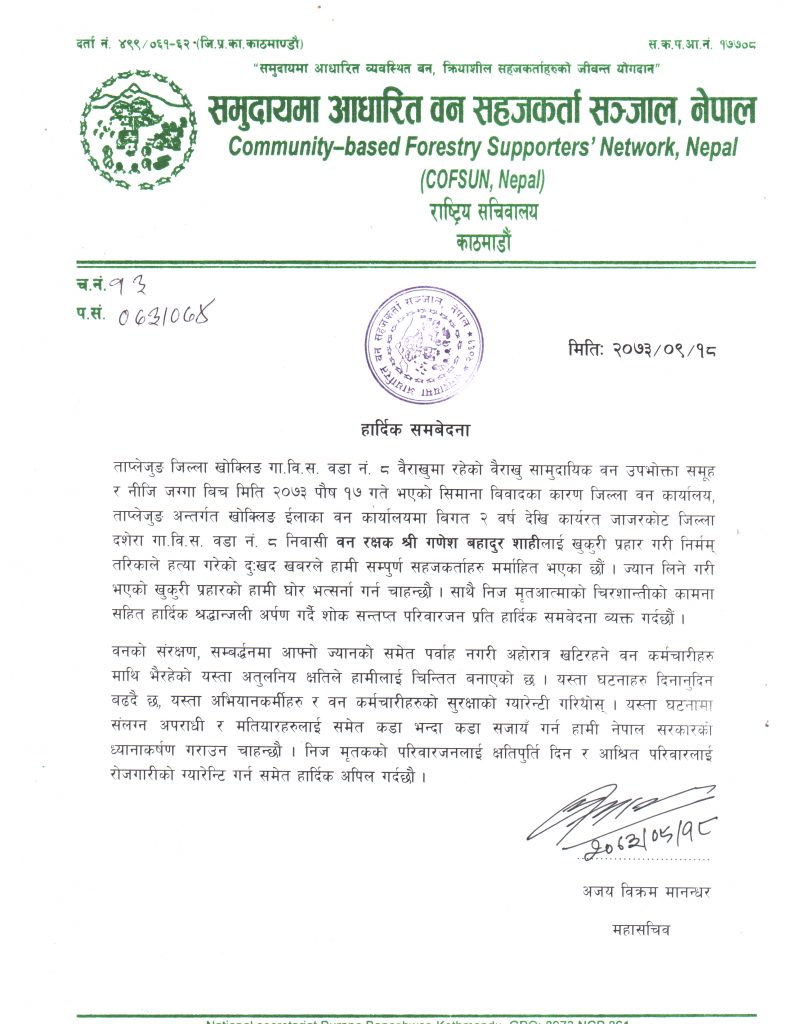 दर्ता नं. ४९९/०६१-६२ (जि.प्र.का.काठमाण्डौ)
स.क.प.आ.नं. १७७०८
"समुदायमा आधारित व्यवस्थित बन, क्रियाशील सहजकर्ताहरुको जीवन्त योगदान"
समुदायमा आधारित वन सहजकर्ता सञ्जाल, नेपाल
Community–based Forestry Supporters' Network, Nepal
(COFSUN, Nepal)
राष्ट्रिय सचिवालय
काठमाडौं
च.नं. १३
प.सं. ०७३/०७४
मितिः २०७३/०९/१८
हार्दिक समबेदना
ताप्लेजुङ जिल्ला खोक्लिङ गा.वि.स. वडा नं. ८ वैराखुमा रहेको वैराखु सामुदायिक वन उपभोक्ता समूह
र नीजि जग्गा बिच मिति २०७३ पौष १७ गते भएको सिमाना बिवादका कारण जिल्ला वन कार्यालय,
ताप्लेजुङ अन्तर्गत खोक्लिङ ईलाका वन कार्यालयमा बिगत २ वर्ष देखि कार्यरत जाजरकोट जिल्ला
दशेरा गा.वि.स. वडा नं. ८ निवासी वन रक्षक श्री गणेश बहादुर शाहीलाई खुकुरी प्रहार गरी निर्मम्
तरिकाले हत्या गरेको दुःखद खबरले हामी सम्पुर्ण सहजकर्ताहरु मर्माहित भएका छौं । ज्यान लिने गरी
भएको खुकुरी प्रहारको हामी घोर भत्सर्ना गर्न चाहन्छौ । साथै निज मृतआत्माको चिरशान्तीको कामना
सहित हार्दिक श्रद्धान्जली अर्पण गर्दै शोक सन्तप्त परिवारजन प्रति हार्दिक समबेदना व्यक्त गर्दछौं ।
वनको संरक्षण, सम्बर्द्धनमा आफ्नो ज्यानको समेत पर्वाह नगरी अहोरात्र खटिरहने वन कर्मचारीहरु
माथि भैरहेको यस्ता अतुलनिय क्षतिले हामीलाई चिन्तित बनाएको छ । यस्ता घटनाहरु दिनानुदिन
बढदै छ, यस्ता अभियानकर्मीहरु र वन कर्मचारीहरुको सुरक्षाको ग्यारेन्टी गरियोस् । यस्ता घटनामा
संलग्न अपराधी र मतियारहरुलाई समेत कडा भन्दा कडा सजायँ गर्न हामी नेपाल सरकारको
ध्यानाकर्षण गराउन चाहन्छौ । निज मृतकको परिवारजनलाई क्षतिपुर्ति दिन र आश्रित परिवारलाई
रोजगारीको ग्यारेन्टि गर्न समेत हार्दिक अपिल गर्दछौ ।
२०७३/०९/१८
अजय विक्रम मानन्धर
महासचिव